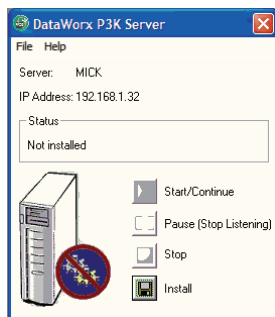 DataWorx P3K Server
File Help
Server: MICK
IP Address: 192.168.1.32
Status
Not installed
Start/Continue
Pause (Stop Listening)
Stop
Install